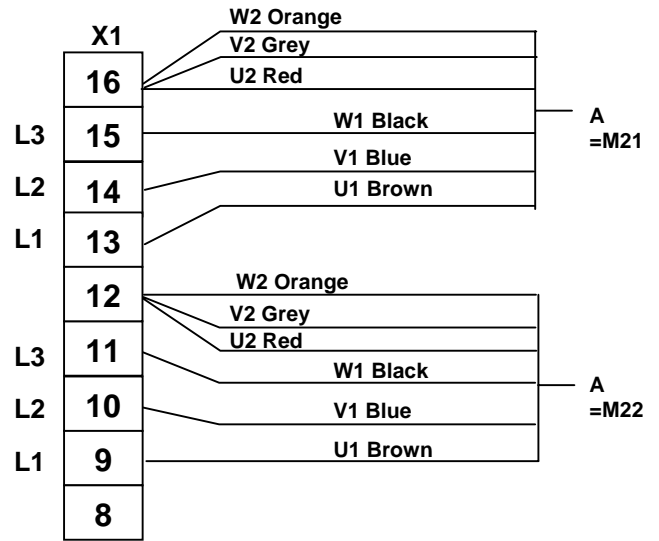 W2 Orange
X1
V2 Grey
16
U2 Red
L3
15
W1 Black
A
=M21
L2
14
V1 Blue
L1
13
U1 Brown
12
W2 Orange
V2 Grey
U2 Red
L3
11
W1 Black
A
=M22
L2
10
V1 Blue
L1
9
U1 Brown
8